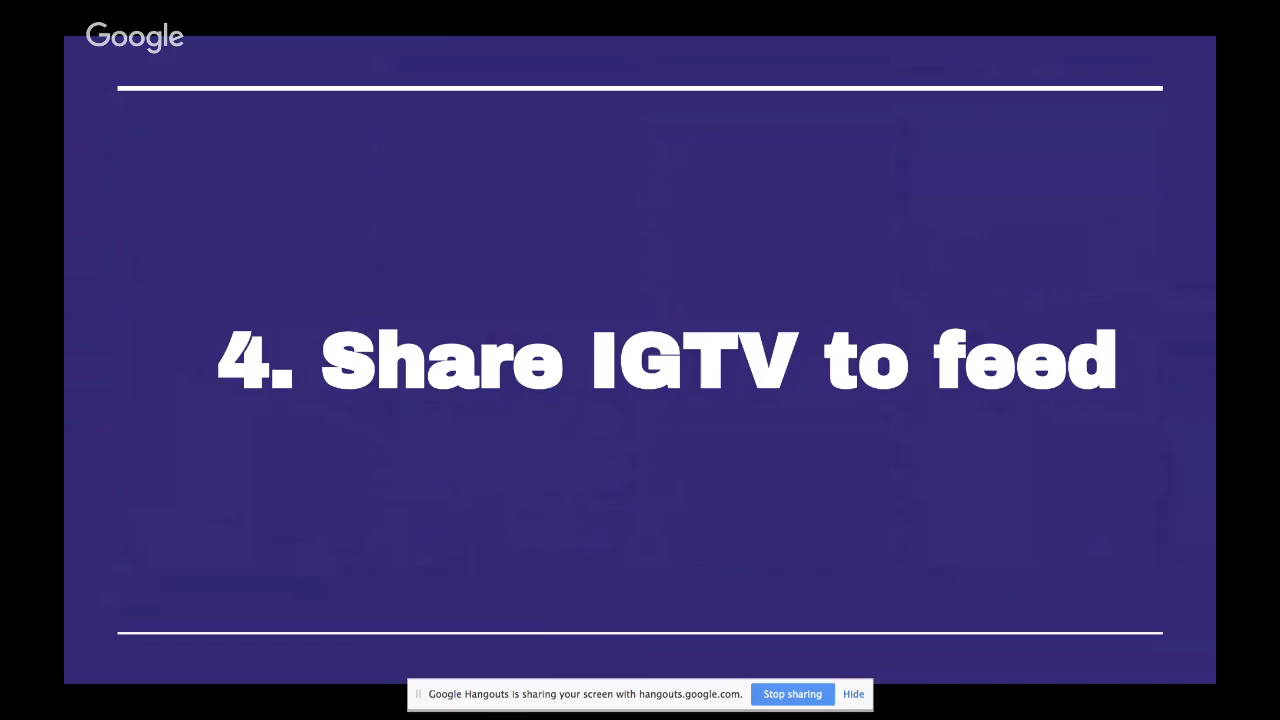 Google
4. Share IGTV to feed
Google Hangouts is sharing your screen with hangouts.google.com. Stop sharing Hide